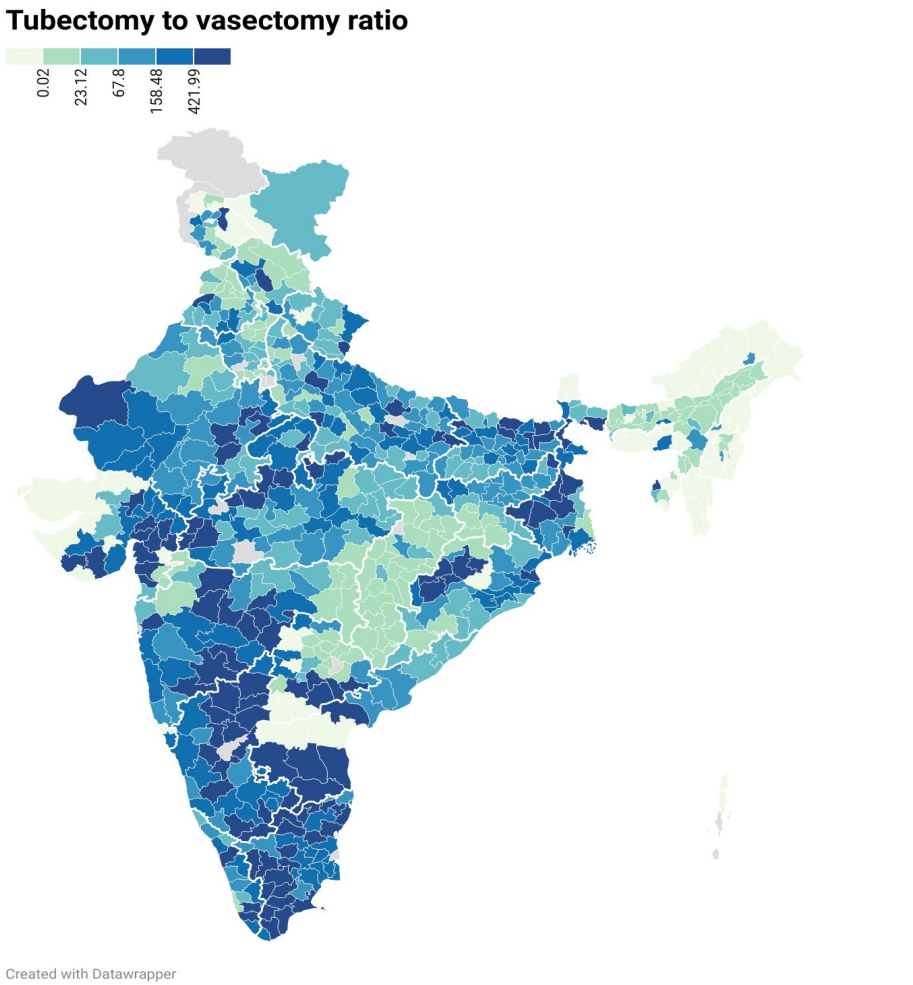 Tubectomy to vasectomy ratio
0.02
23.12
67.8
158.48
421.99
Created with Datawrapper